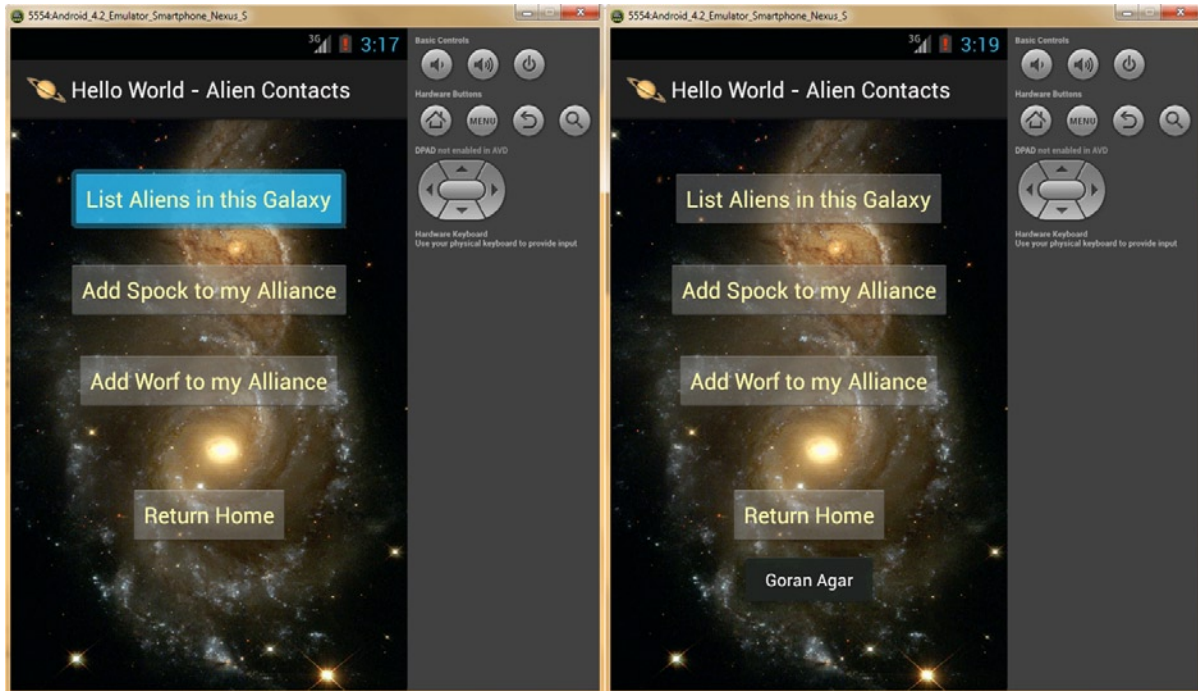 5554:Android_4.2_Emulator_Smartphone_Nexus_S
3G 3:17
Hello World - Alien Contacts
List Aliens in this Galaxy
Add Spock to my Alliance
Add Worf to my Alliance
Return Home
Basic Controls
Hardware Buttons
MENU
DPAD not enabled in AVD
Hardware Keyboard
Use your physical keyboard to provide input
5554:Android_4.2_Emulator_Smartphone_Nexus_S
3G 3:19
Hello World - Alien Contacts
List Aliens in this Galaxy
Add Spock to my Alliance
Add Worf to my Alliance
Return Home
Goran Agar
Basic Controls
Hardware Buttons
MENU
DPAD not enabled in AVD
Hardware Keyboard
Use your physical keyboard to provide input